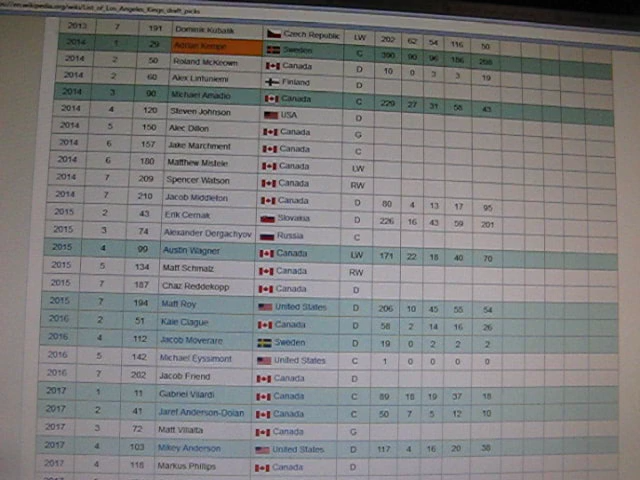 //en.wikipedia.org/wiki/List_of_Los_Angeles_Kings_draft_picks
2013 7 191 Dominik Kubalik Czech Republic LW 202 62 54 116 50
2014 1 29 Adrian Kempe Sweden C 390 90 96 186 208
2014 2 50 Roland McKeown Canada D 10 0 3 3 19
2014 2 60 Alex Lintuniemi Finland D
2014 3 90 Michael Amadio Canada C 229 27 31 58 43
2014 4 120 Steven Johnson USA D
2014 5 150 Alec Dillon Canada G
2014 6 157 Jake Marchment Canada C
2014 6 180 Matthew Mistele Canada LW
2014 7 209 Spencer Watson Canada RW
2014 7 210 Jacob Middleton Canada D 80 4 13 17 95
2015 2 43 Erik Cernak Slovakia D 226 16 43 59 201
2015 3 74 Alexander Dergachyov Russia C
2015 4 99 Austin Wagner Canada LW 171 22 18 40 70
2015 5 134 Matt Schmalz Canada RW
2015 7 187 Chaz Reddekopp Canada D
2015 7 194 Matt Roy United States D 206 10 45 55 54
2016 2 51 Kale Clague Canada D 58 2 14 16 26
2016 4 112 Jacob Moverare Sweden D 19 0 2 2 2
2016 5 142 Michael Eyssimont United States C 1 0 0 0 0
2016 7 202 Jacob Friend Canada D
2017 1 11 Gabriel Vilardi Canada C 89 18 19 37 18
2017 2 41 Jaret Anderson-Dolan Canada C 50 7 5 12 10
2017 3 72 Matt Villalta Canada G
2017 4 103 Mikey Anderson United States D 117 4 16 20 38
2017 4 118 Markus Phillips Canada D